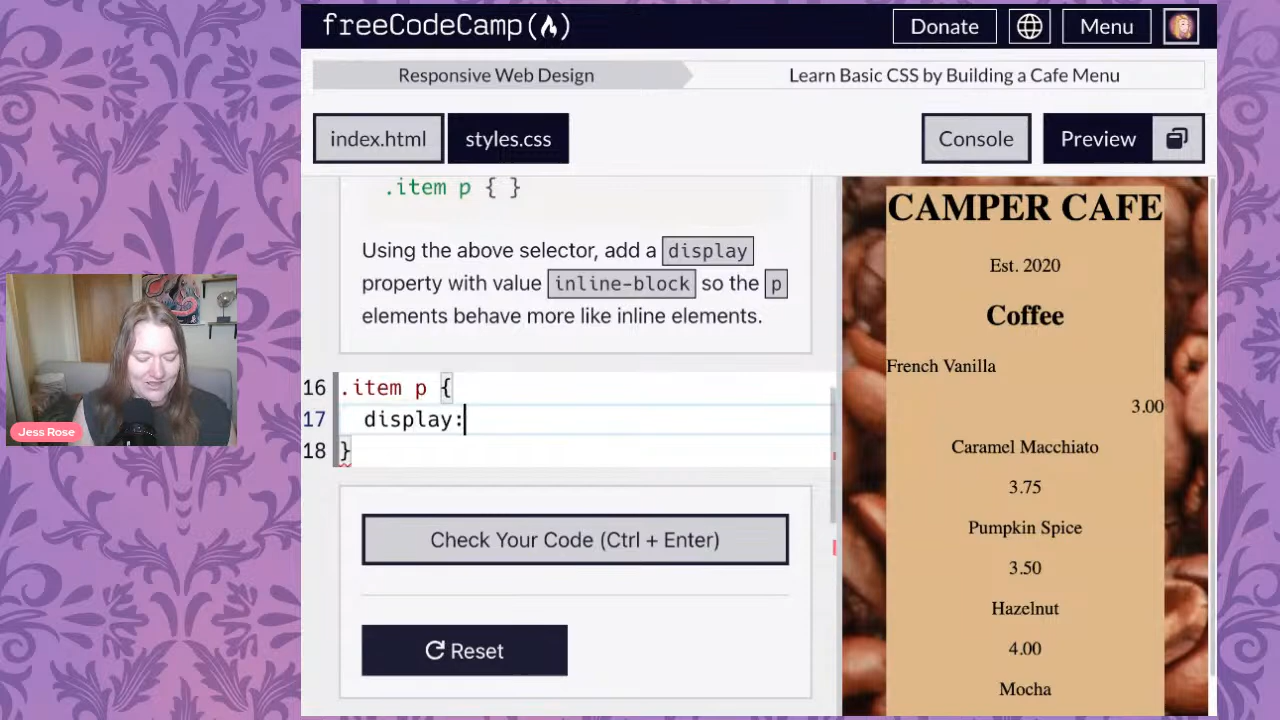 freeCodeCamp
Donate
Menu
Responsive Web Design
Learn Basic CSS by Building a Cafe Menu
index.html
styles.css
Console
Preview
.item p { }
Using the above selector, add a display
property with value inline-block so the p
elements behave more like inline elements.
16 .item p {
17 display:
18 }
Check Your Code (Ctrl + Enter)
Reset
CAMPER CAFE
Est. 2020
Coffee
French Vanilla
3.00
Caramel Macchiato
3.75
Pumpkin Spice
3.50
Hazelnut
4.00
Mocha
Jess Rose